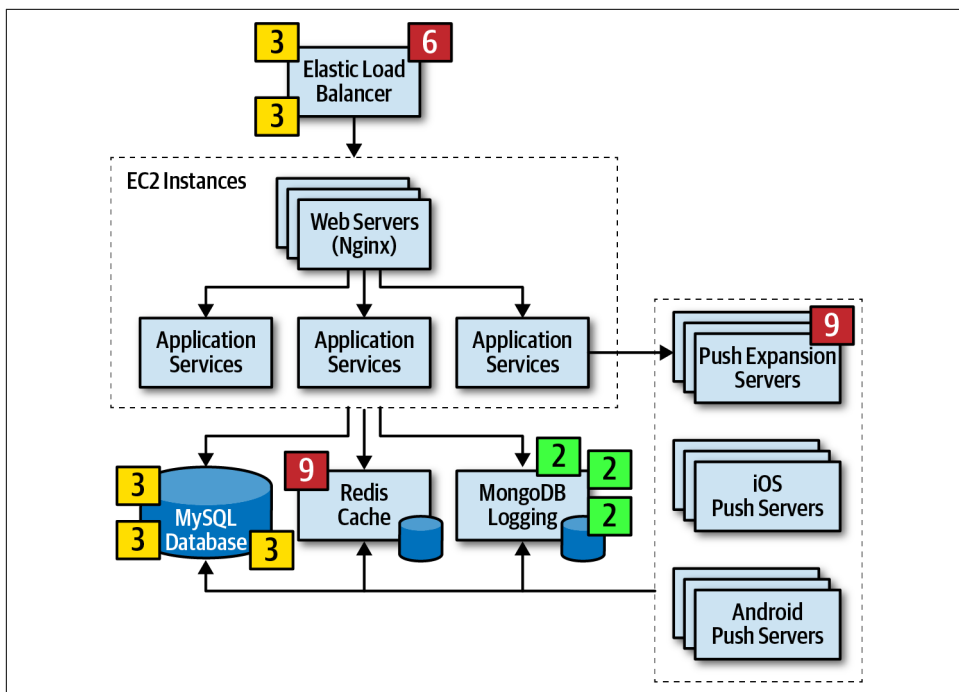 3
6
Elastic Load
Balancer
3
EC2 Instances
Web Servers
(Nginx)
Application
Services
Application
Services
Application
Services
9
Push Expansion
Servers
3
MySQL
Database
3
3
9
Redis
Cache
2
2
MongoDB
Logging
2
iOS
Push Servers
Android
Push Servers